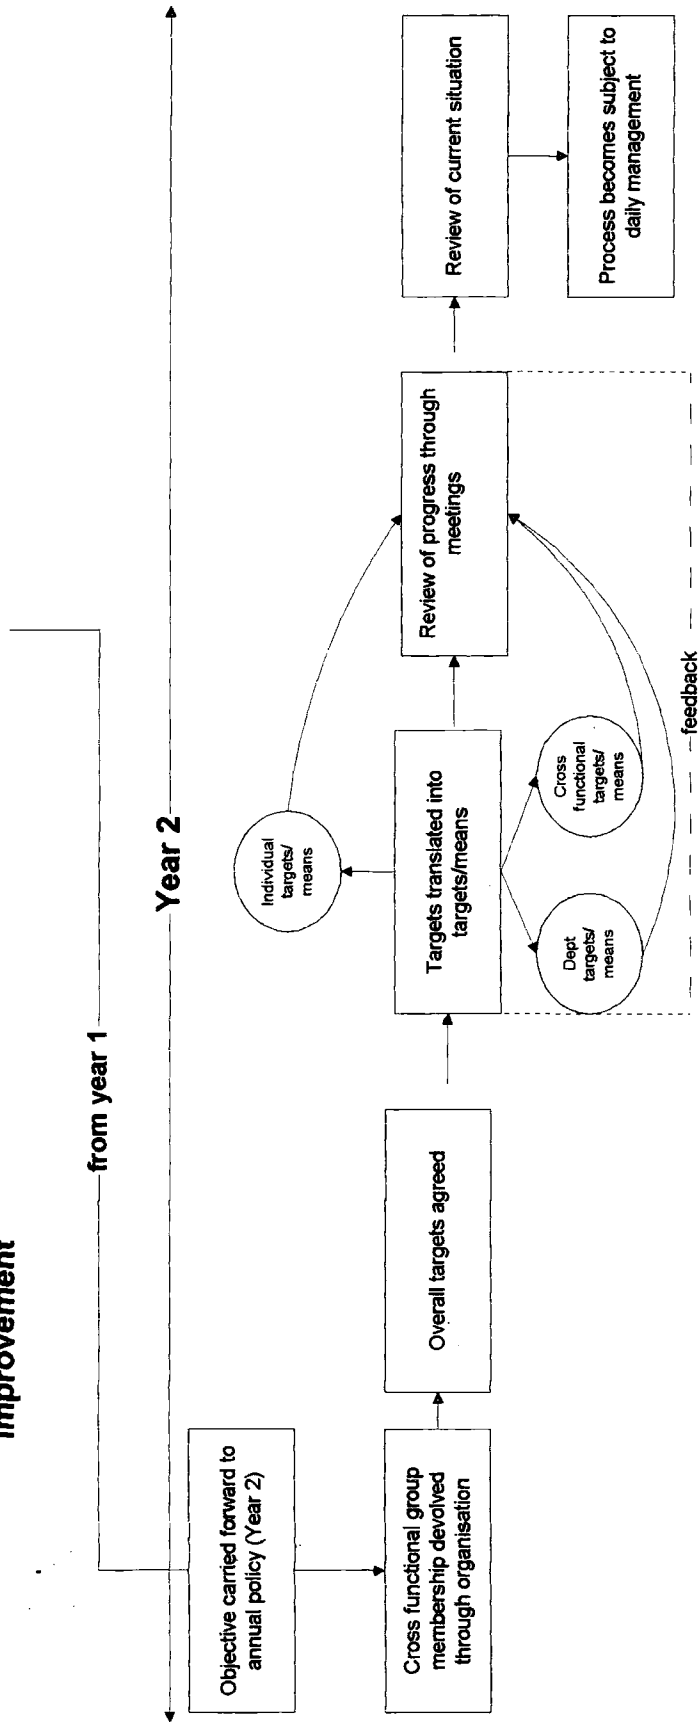 Improvement
from year 1
Year 2
Objective carried forward to
annual policy (Year 2)
Cross functional group
membership devolved
through organisation
Overall targets agreed
Individual
targets/
means
Targets translated into
targets/means
Dept
targets/
means
Cross
functional
targets/
means
feedback
Review of progress through
meetings
Review of current situation
Process becomes subject to
daily management